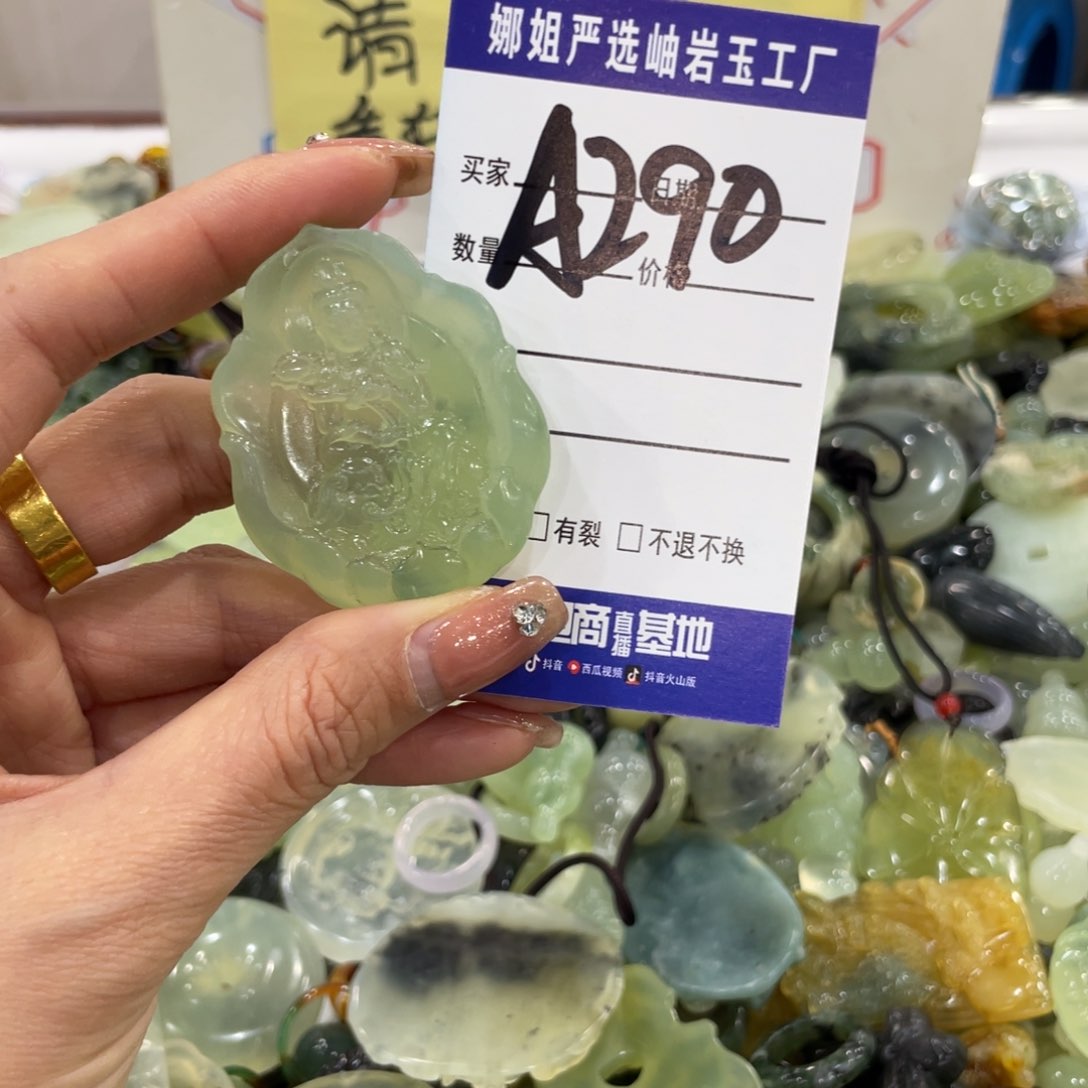 请
娜姐严选岫岩玉工厂
买家 日期
A290
数量 价格
有裂 不退不换
商直播基地
抖音 西瓜视频 抖音火山版